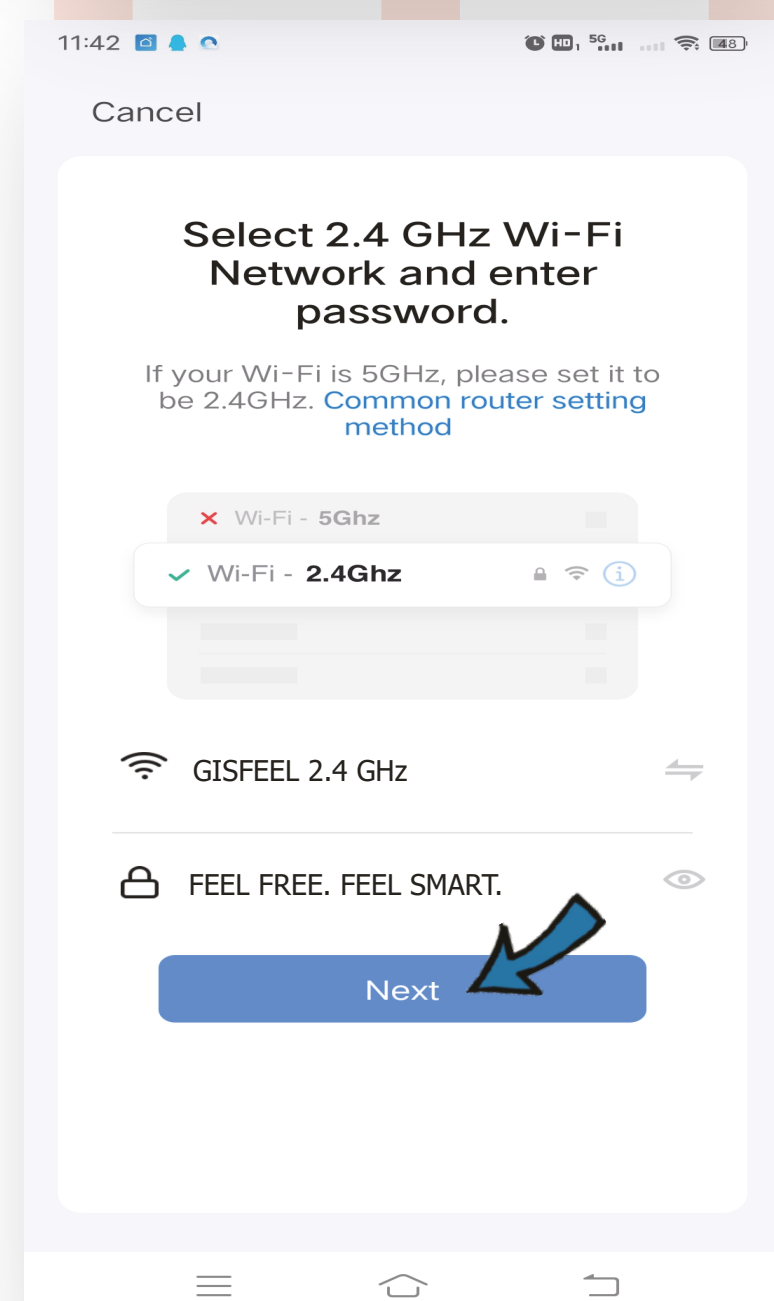 11:42 HD 1 5G 48
Cancel
Select 2.4 GHz Wi-Fi
Network and enter
password.
If your Wi-Fi is 5GHz, please set it to
be 2.4GHz. Common router setting
method
Wi-Fi - 5Ghz
Wi-Fi - 2.4Ghz i
GISFEEL 2.4 GHz
FEEL FREE. FEEL SMART.
Next